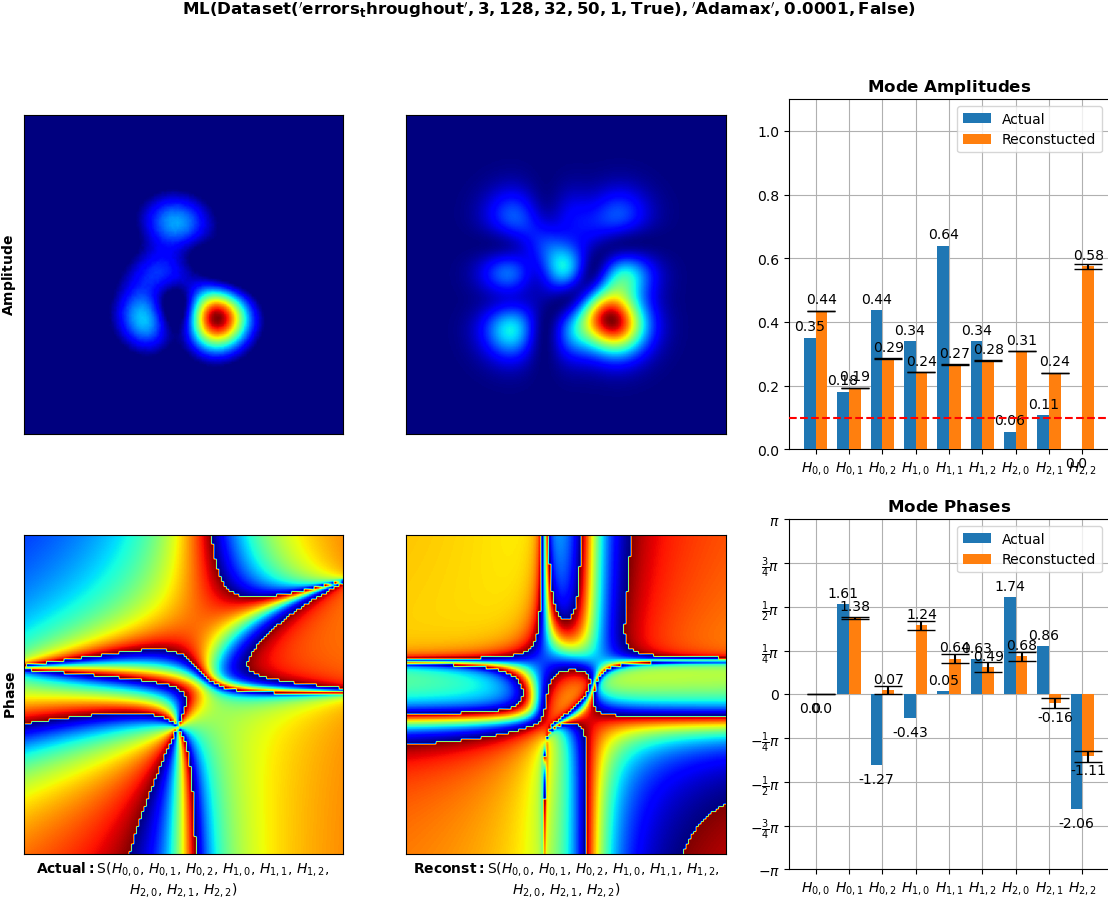 ML(Dataset('errors_throughout', 3, 128, 32, 50, 1, True), 'Adamax', 0.0001, False)
Mode Amplitudes
Amplitude
Actual
Reconstucted
1.0
0.8
0.6
0.4
0.2
0.0
0.35 0.44
0.18 0.19
0.44 0.29
0.34 0.24
0.64 0.27
0.34 0.28
0.06 0.31
0.11 0.24
0.0 0.58
H0,0 H0,1 H0,2 H1,0 H1,1 H1,2 H2,0 H2,1 H2,2
Mode Phases
Phase
Actual
Reconstucted
π
3/4π
1/2π
1/4π
0
−1/4π
−1/2π
−3/4π
−π
0.0 0.0
1.61 1.38
-1.27 0.07
-0.43 1.24
0.05 0.64
0.63 0.49
1.74 0.68
0.86 -0.16
-2.06 -1.11
H0,0 H0,1 H0,2 H1,0 H1,1 H1,2 H2,0 H2,1 H2,2
Actual: S(H0,0, H0,1, H0,2, H1,0, H1,1, H1,2,
H2,0, H2,1, H2,2)
Reconst: S(H0,0, H0,1, H0,2, H1,0, H1,1, H1,2,
H2,0, H2,1, H2,2)